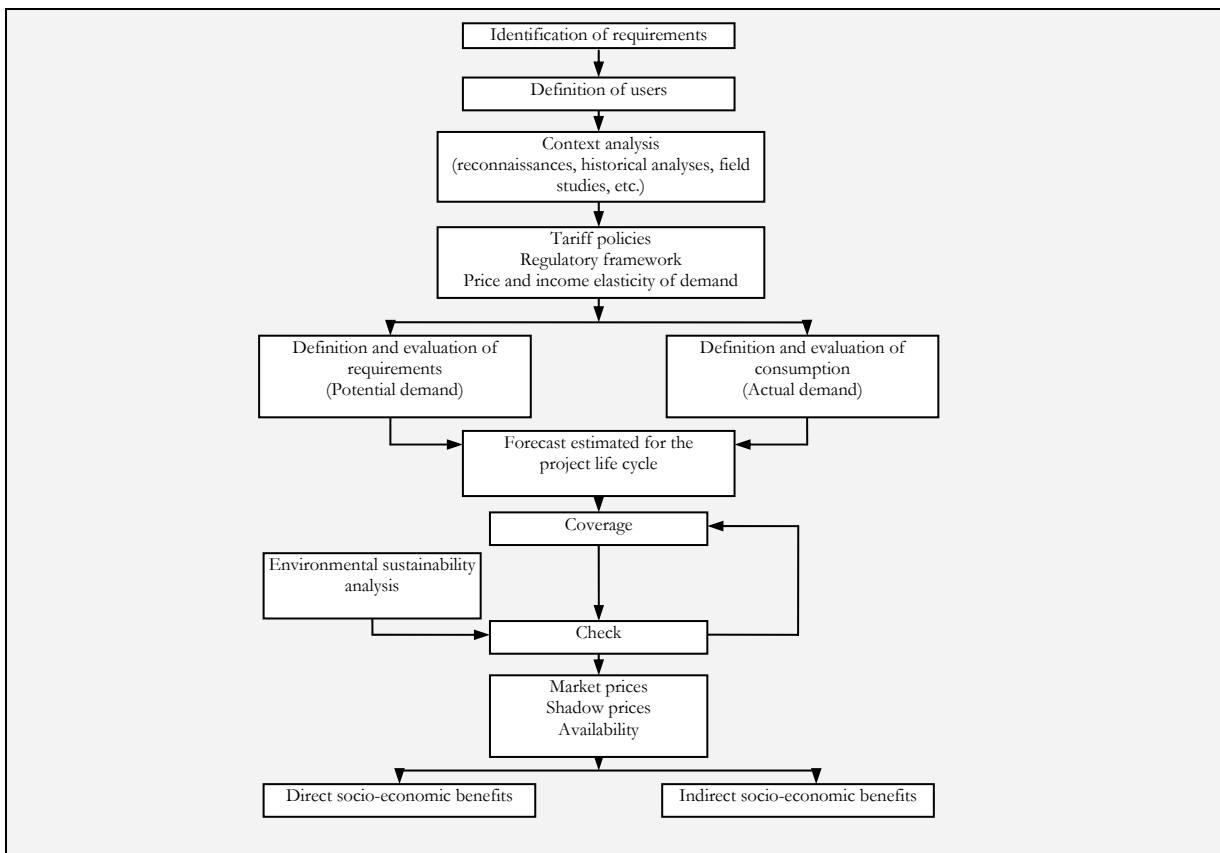 Identification of requirements
Definition of users
Context analysis
(reconnaissances, historical analyses, field
studies, etc.)
Tariff policies
Regulatory framework
Price and income elasticity of demand
Definition and evaluation of
requirements
(Potential demand)
Definition and evaluation of
consumption
(Actual demand)
Forecast estimated for the
project life cycle
Coverage
Environmental sustainability
analysis
Check
Market prices
Shadow prices
Availability
Direct socio-economic benefits
Indirect socio-economic benefits